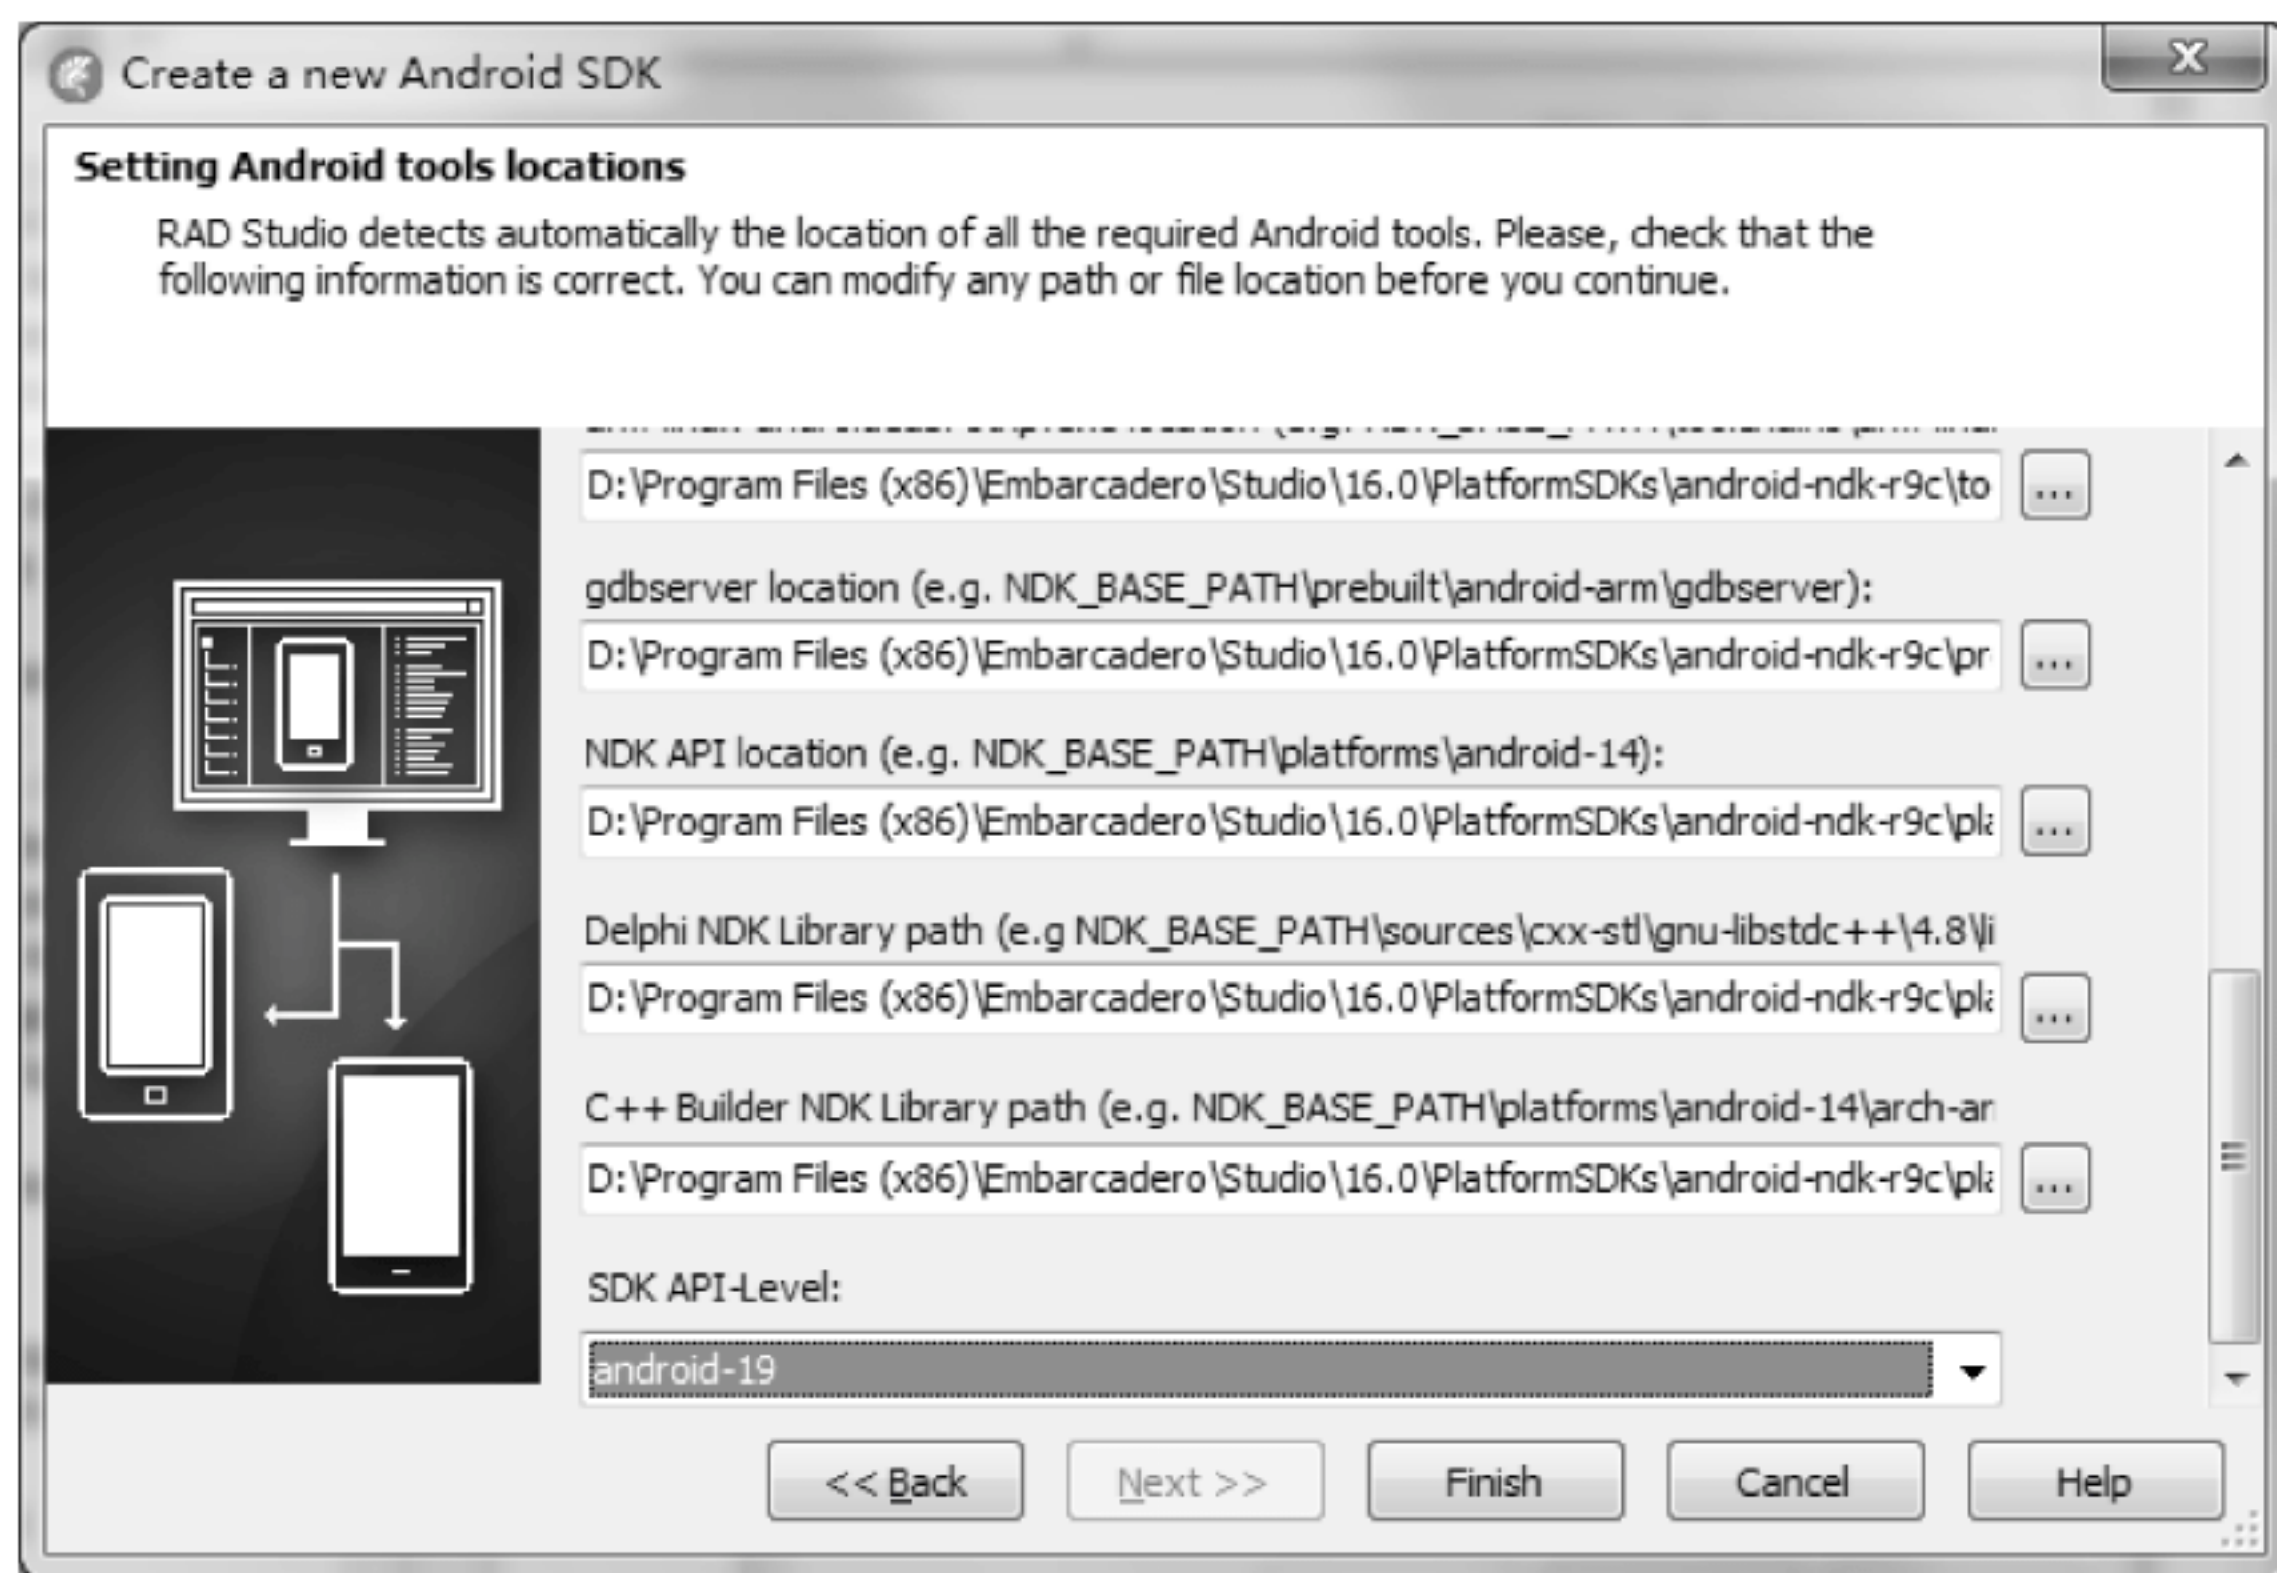 Create a new Android SDK
Setting Android tools locations
RAD Studio detects automatically the location of all the required Android tools. Please, check that the
following information is correct. You can modify any path or file location before you continue.
D:\Program Files (x86)\Embarcadero\Studio\16.0\PlatformSDKs\android-ndk-r9c\to
...
gdbserver location (e.g. NDK_BASE_PATH\prebuilt\android-arm\gdbserver):
D:\Program Files (x86)\Embarcadero\Studio\16.0\PlatformSDKs\android-ndk-r9c\pr
...
NDK API location (e.g. NDK_BASE_PATH\platforms\android-14):
D:\Program Files (x86)\Embarcadero\Studio\16.0\PlatformSDKs\android-ndk-r9c\pla
...
Delphi NDK Library path (e.g NDK_BASE_PATH\sources\cxx-stl\gnu-libstdc++\4.8\li
D:\Program Files (x86)\Embarcadero\Studio\16.0\PlatformSDKs\android-ndk-r9c\pla
...
C++ Builder NDK Library path (e.g. NDK_BASE_PATH\platforms\android-14\arch-ar
D:\Program Files (x86)\Embarcadero\Studio\16.0\PlatformSDKs\android-ndk-r9c\pla
...
SDK API-Level:
android-19
<< Back
Next >>
Finish
Cancel
Help